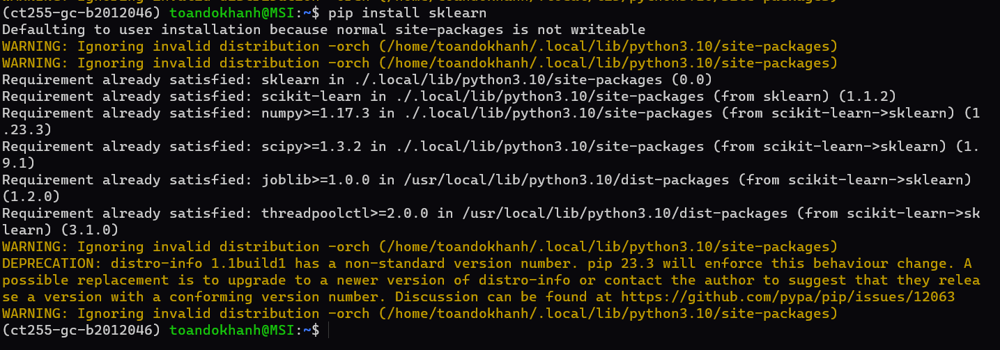 WARNING: Ignoring invalid distribution -orch (/home/toandokhanh/.local/lib/python3.10/site-packages)
(ct255-gc-b2012046) toandokhanh@MSI:~$ pip install sklearn
Defaulting to user installation because normal site-packages is not writeable
WARNING: Ignoring invalid distribution -orch (/home/toandokhanh/.local/lib/python3.10/site-packages)
WARNING: Ignoring invalid distribution -orch (/home/toandokhanh/.local/lib/python3.10/site-packages)
Requirement already satisfied: sklearn in ./.local/lib/python3.10/site-packages (0.0)
Requirement already satisfied: scikit-learn in ./.local/lib/python3.10/site-packages (from sklearn) (1.1.2)
Requirement already satisfied: numpy>=1.17.3 in ./.local/lib/python3.10/site-packages (from scikit-learn->sklearn) (1
.23.3)
Requirement already satisfied: scipy>=1.3.2 in ./.local/lib/python3.10/site-packages (from scikit-learn->sklearn) (1.
9.1)
Requirement already satisfied: joblib>=1.0.0 in /usr/local/lib/python3.10/dist-packages (from scikit-learn->sklearn)
(1.2.0)
Requirement already satisfied: threadpoolctl>=2.0.0 in /usr/local/lib/python3.10/dist-packages (from scikit-learn->sk
learn) (3.1.0)
WARNING: Ignoring invalid distribution -orch (/home/toandokhanh/.local/lib/python3.10/site-packages)
DEPRECATION: distro-info 1.1build1 has a non-standard version number. pip 23.3 will enforce this behaviour change. A
possible replacement is to upgrade to a newer version of distro-info or contact the author to suggest that they relea
se a version with a conforming version number. Discussion can be found at https://github.com/pypa/pip/issues/12063
WARNING: Ignoring invalid distribution -orch (/home/toandokhanh/.local/lib/python3.10/site-packages)
(ct255-gc-b2012046) toandokhanh@MSI:~$